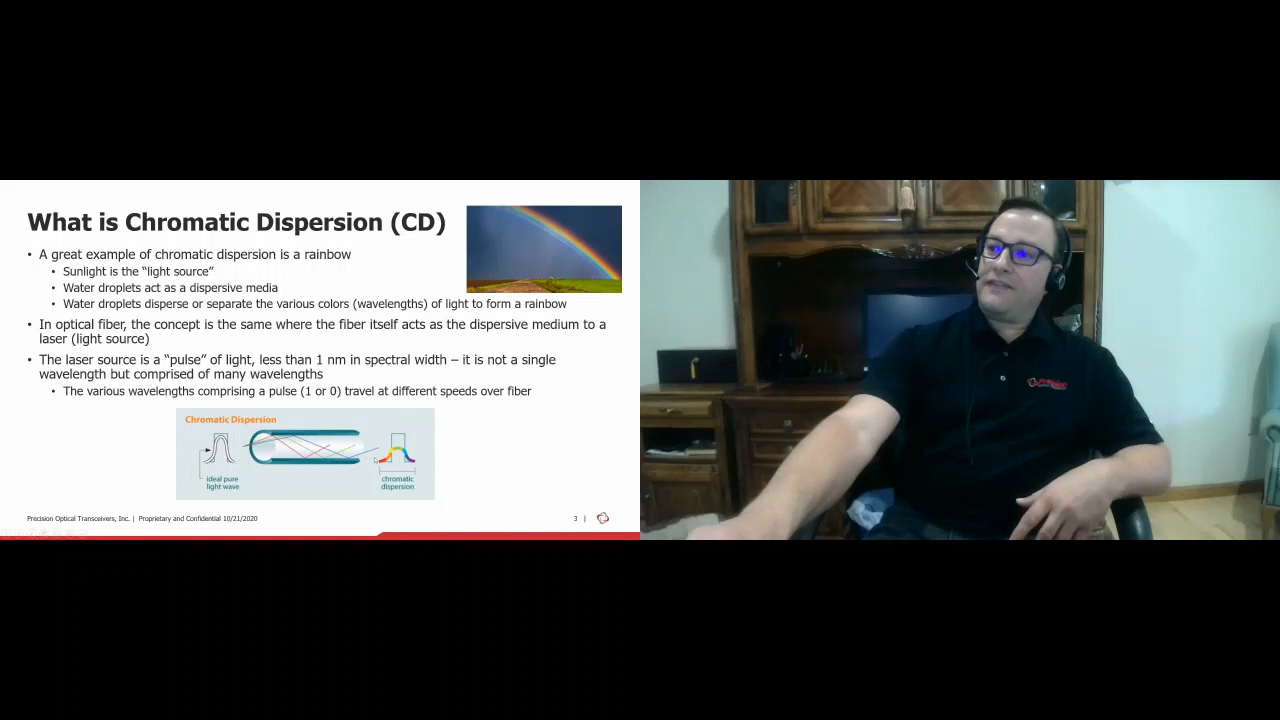 What is Chromatic Dispersion (CD)
• A great example of chromatic dispersion is a rainbow
• Sunlight is the “light source”
• Water droplets act as a dispersive media
• Water droplets disperse or separate the various colors (wavelengths) of light to form a rainbow
• In optical fiber, the concept is the same where the fiber itself acts as the dispersive medium to a
laser (light source)
• The laser source is a “pulse” of light, less than 1 nm in spectral width – it is not a single
wavelength but comprised of many wavelengths
• The various wavelengths comprising a pulse (1 or 0) travel at different speeds over fiber
Chromatic Dispersion
ideal pure
light wave
chromatic
dispersion
Precision Optical Transceivers, Inc. | Proprietary and Confidential 10/21/2020
3 |
PRECISION